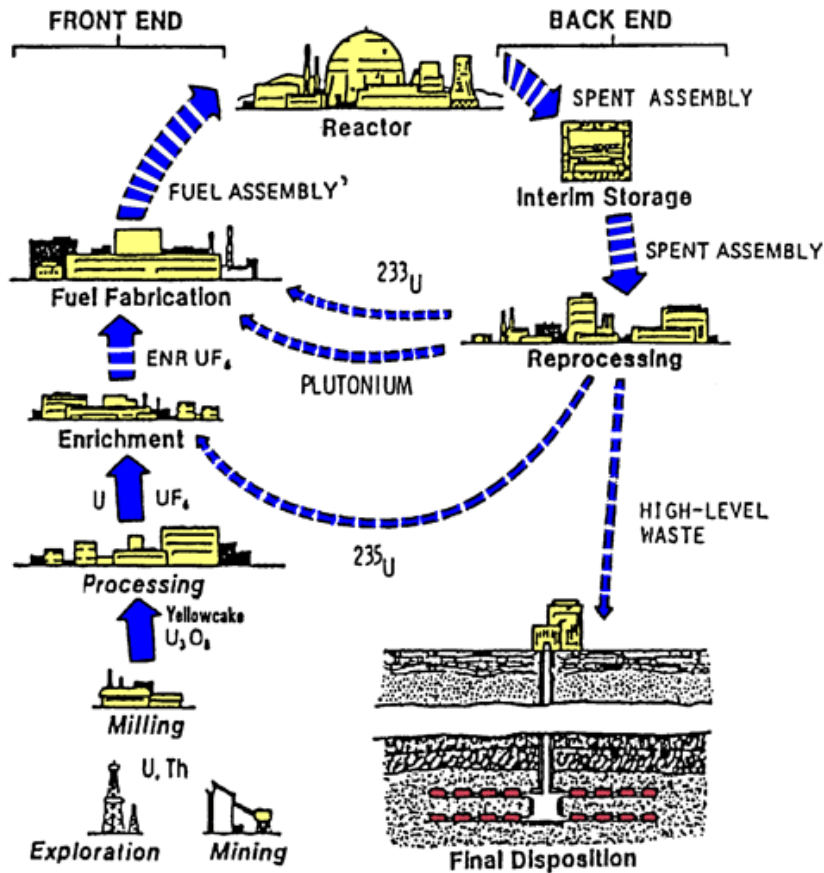 FRONT END
BACK END
Reactor
SPENT ASSEMBLY
Interim Storage
FUEL ASSEMBLY'
SPENT ASSEMBLY
Fuel Fabrication
²³³U
Reprocessing
ENR UF₆
PLUTONIUM
Enrichment
U UF₆
HIGH-LEVEL
WASTE
²³⁵U
Processing
Yellowcake
U₃O₈
Milling
U, Th
Exploration
Mining
Final Disposition